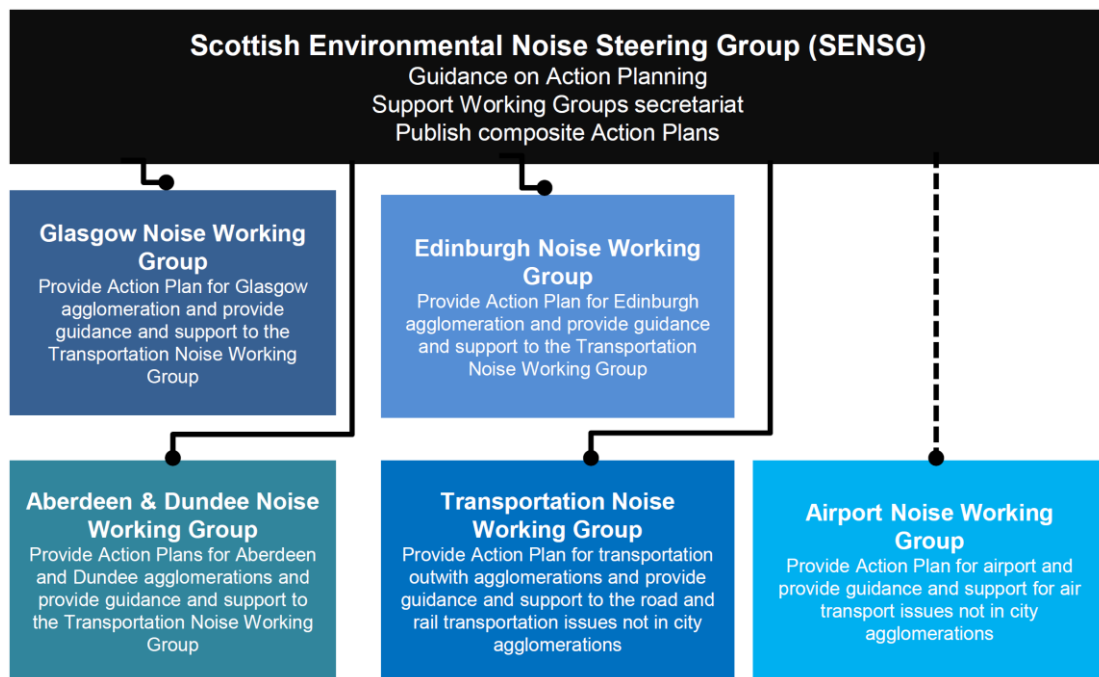 Scottish Environmental Noise Steering Group (SENSG)
Guidance on Action Planning
Support Working Groups secretariat
Publish composite Action Plans
Glasgow Noise Working
Group
Provide Action Plan for Glasgow
agglomeration and provide
guidance and support to the
Transportation Noise Working
Group
Edinburgh Noise Working
Group
Provide Action Plan for Edinburgh
agglomeration and provide guidance
and support to the Transportation
Noise Working Group
Aberdeen & Dundee Noise
Working Group
Provide Action Plans for Aberdeen
and Dundee agglomerations and
provide guidance and support to
the Transportation Noise Working
Group
Transportation Noise
Working Group
Provide Action Plan for transportation
outwith agglomerations and provide
guidance and support to the road and
rail transportation issues not in city
agglomerations
Airport Noise Working
Group
Provide Action Plan for airport and
provide guidance and support for air
transport issues not in city
agglomerations